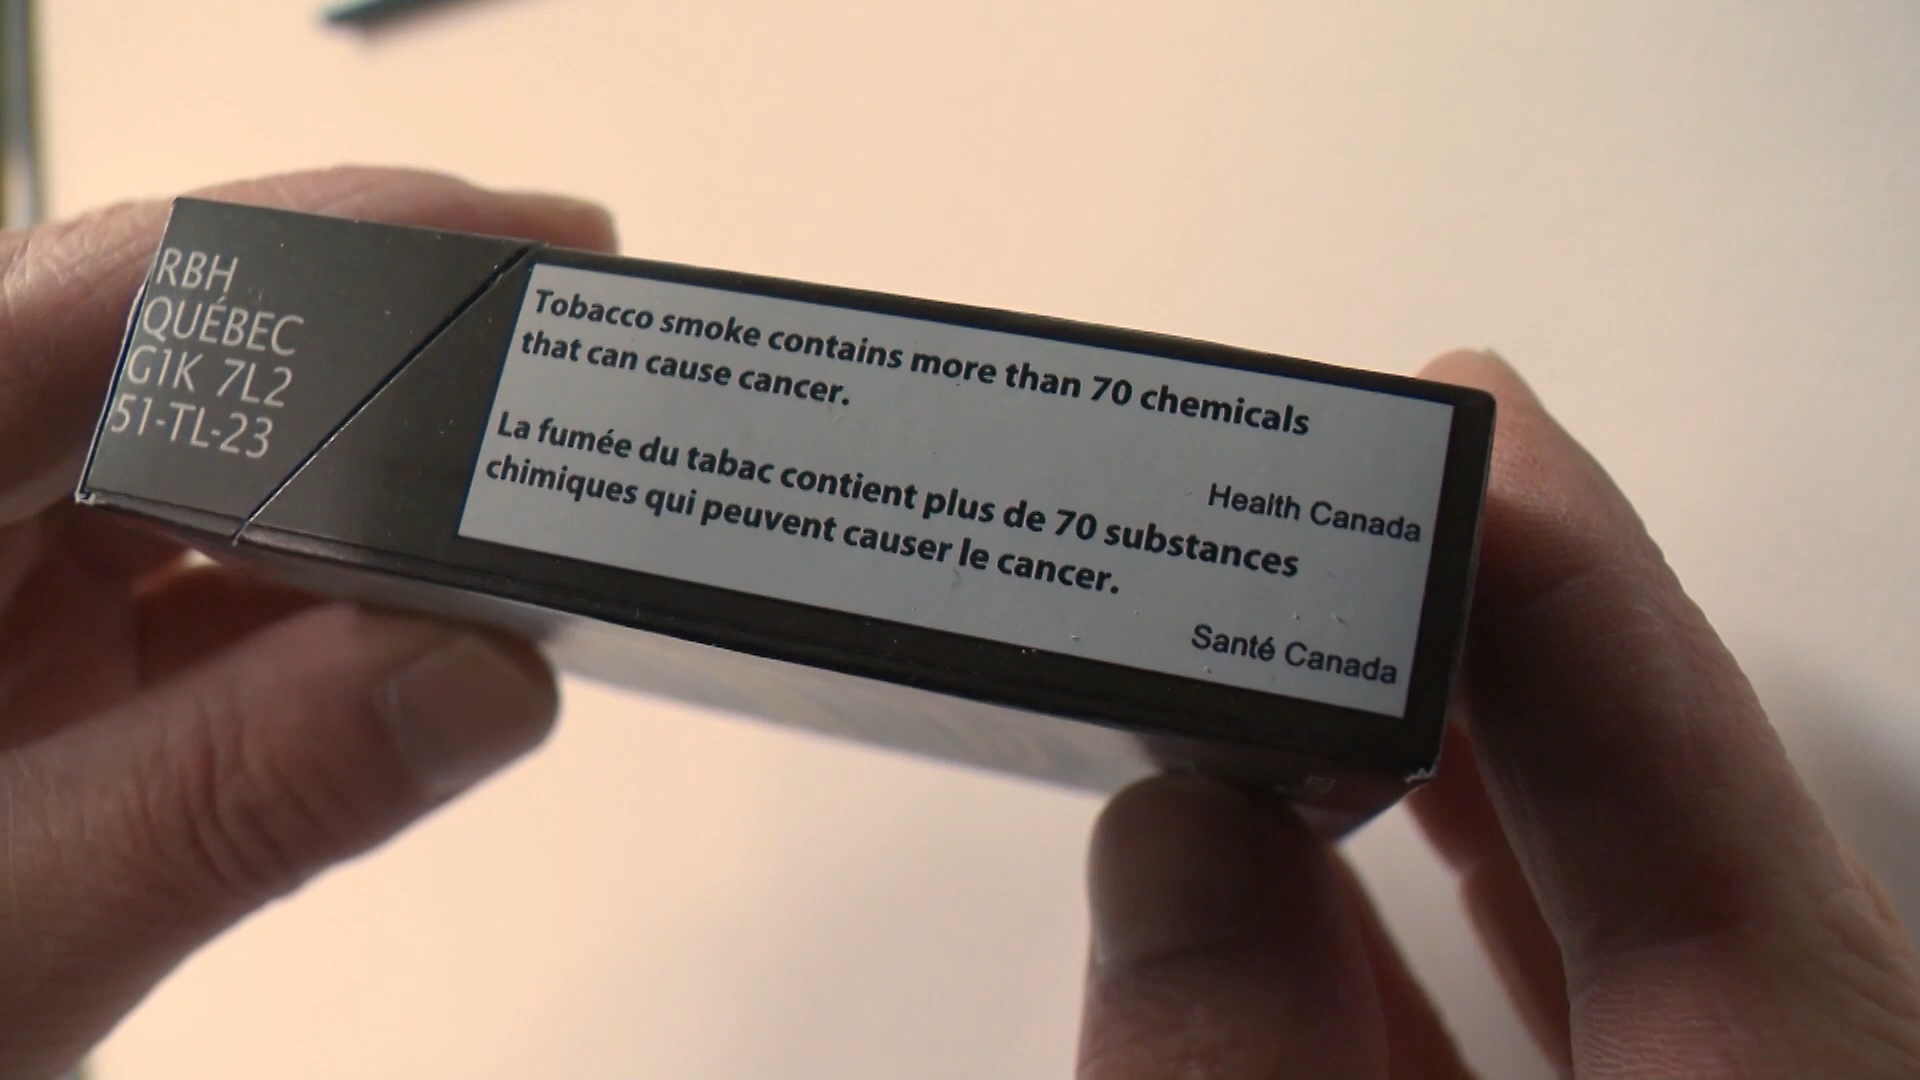 RBH
QUÉBEC
G1K 7L2
51-TL-23
Tobacco smoke contains more than 70 chemicals
that can cause cancer.
Health Canada
La fumée du tabac contient plus de 70 substances
chimiques qui peuvent causer le cancer.
Santé Canada